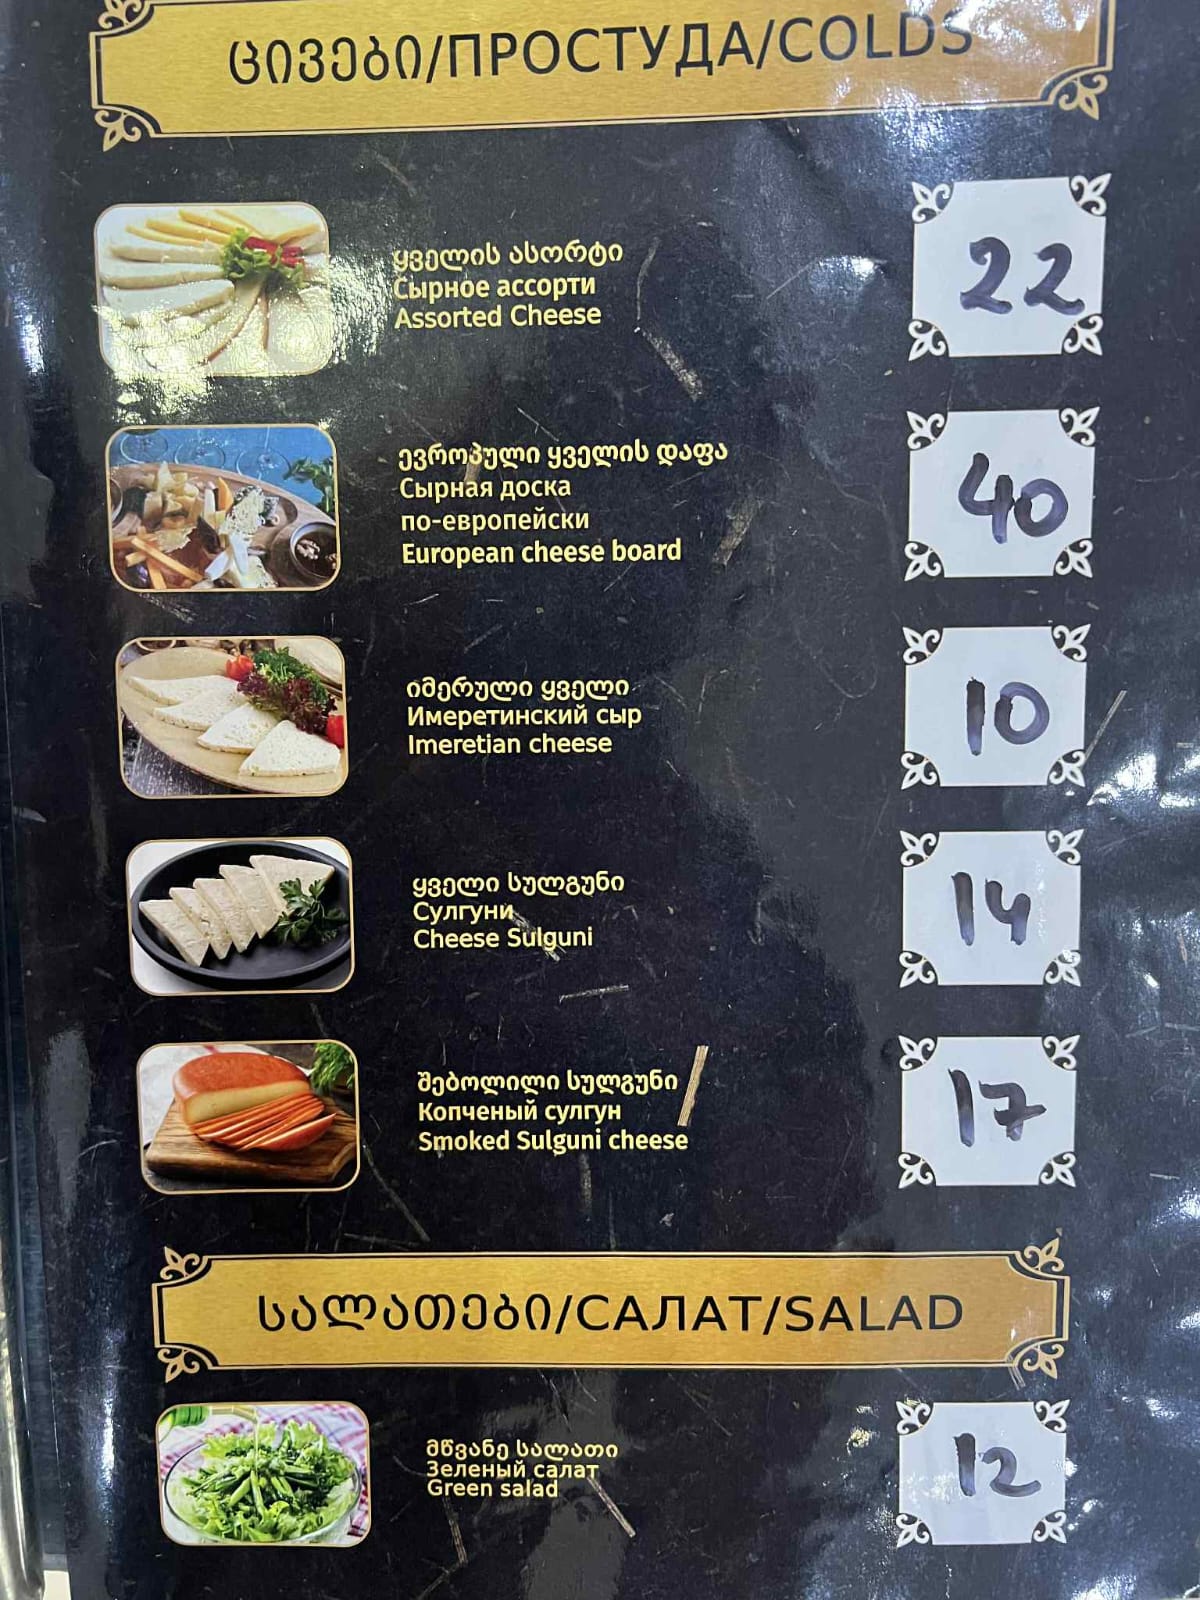 ცივები/ПРОСТУДА/COLDS
ყველის ასორტი
Сырное ассорти
Assorted Cheese
22
ევროპული ყველის დაფა
Сырная доска
по-европейски
European cheese board
40
იმერული ყველი
Имеретинский сыр
Imeretian cheese
10
ყველი სულგუნი
Сулгуни
Cheese Sulguni
14
შებოლილი სულგუნი
Копченый сулгун
Smoked Sulguni cheese
17
სალათები/САЛАТ/SALAD
მწვანე სალათი
Зеленый салат
Green salad
12